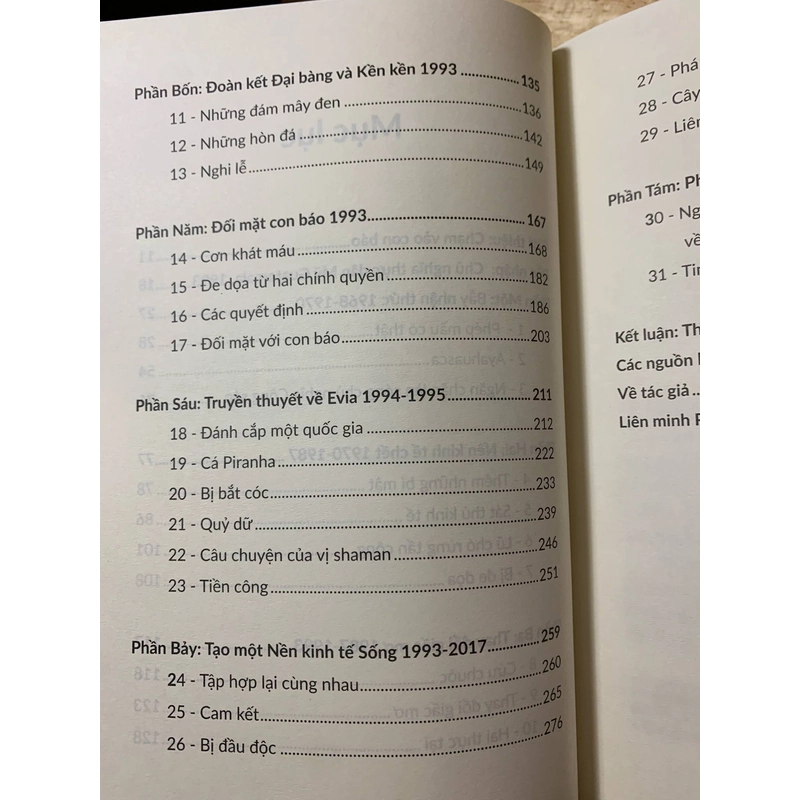 Phần Bốn: Đoàn kết Đại bàng và Kền kền 1993 135
11 - Những đám mây đen 136
12 - Những hòn đá 142
13 - Nghi lễ 149
Phần Năm: Đối mặt con báo 1993 167
14 - Cơn khát máu 168
15 - Đe dọa từ hai chính quyền 182
16 - Các quyết định 186
17 - Đối mặt với con báo 203
Phần Sáu: Truyền thuyết về Evia 1994-1995 211
18 - Đánh cắp một quốc gia 212
19 - Cá Piranha 222
20 - Bị bắt cóc 233
21 - Quỷ dữ 239
22 - Câu chuyện của vị shaman 246
23 - Tiền công 251
Phần Bảy: Tạo một Nền kinh tế Sống 1993-2017 259
24 - Tập hợp lại cùng nhau 260
25 - Cam kết 265
26 - Bị đầu độc 276
27 - Phá
28 - Cây
29 - Liên
Phần Tám:
30 -
về
31 -
Kết luận:
Các nguồn
Về tác giả
Liên minh